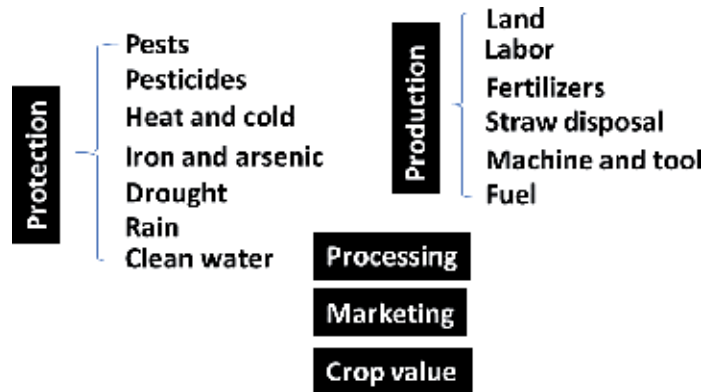 Protection
Pests
Pesticides
Heat and cold
Iron and arsenic
Drought
Rain
Clean water
Production
Land
Labor
Fertilizers
Straw disposal
Machine and tool
Fuel
Processing
Marketing
Crop value